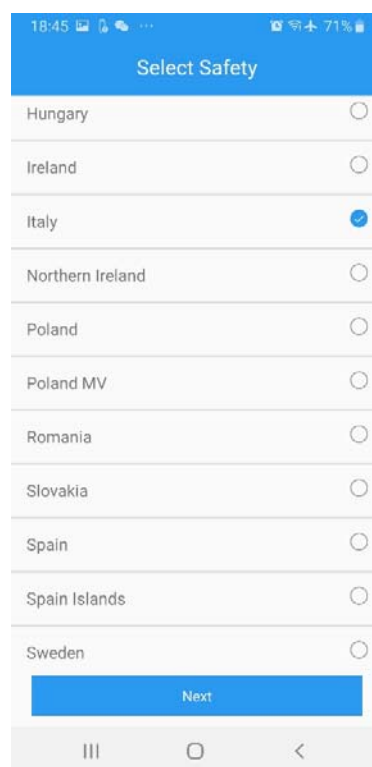 18:45 ... 71%
Select Safety
Hungary
Ireland
Italy
Northern Ireland
Poland
Poland MV
Romania
Slovakia
Spain
Spain Islands
Sweden
Next